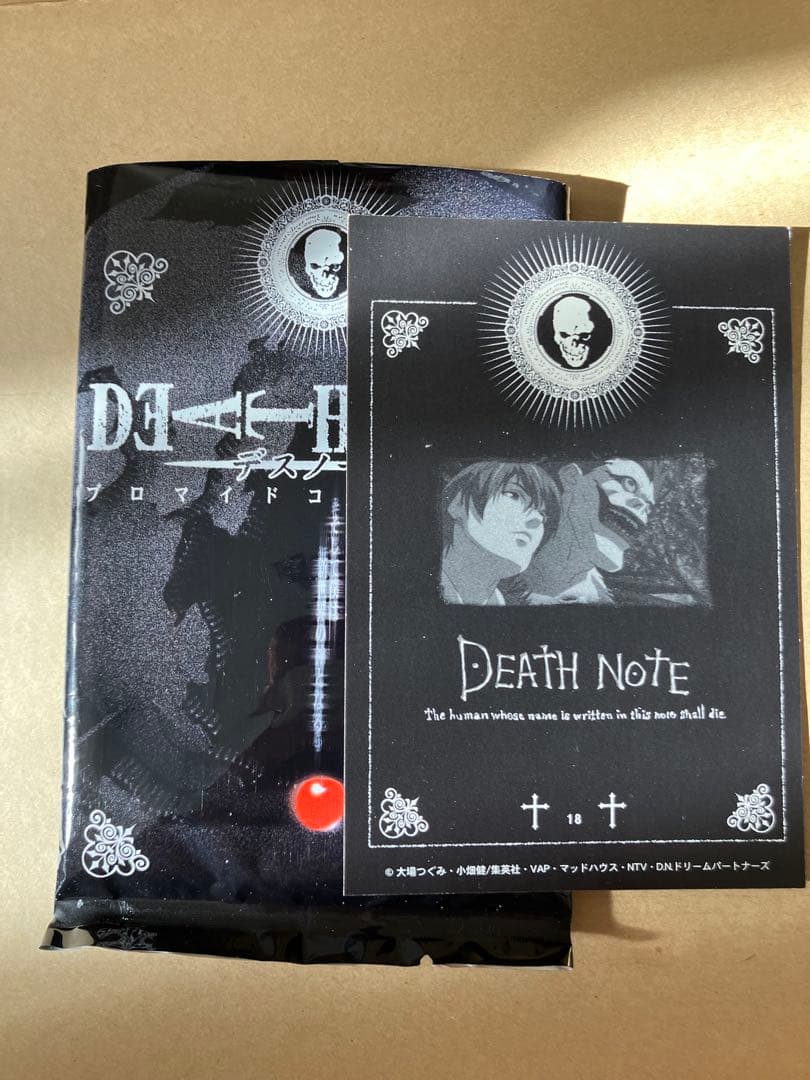 DEATH
デスノー
ブロマイドコ
DEATH NOTE
The human whose name is written in this note shall die.
18
© 大場つぐみ・小畑健/集英社・VAP・マッドハウス・NTV・D.N.ドリームパートナーズ